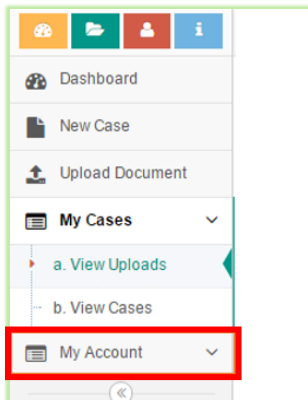 Dashboard
New Case
Upload Document
My Cases
a. View Uploads
b. View Cases
My Account